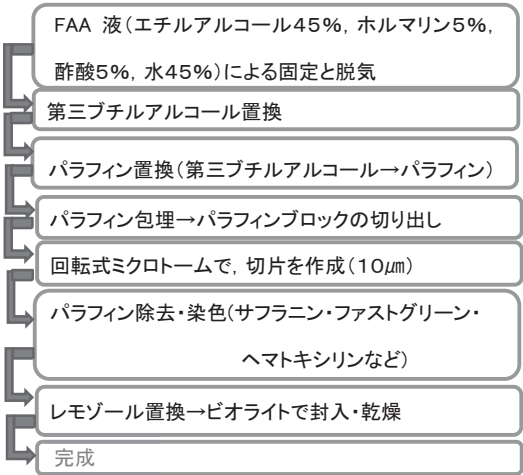 FAA 液(エチルアルコール45%, ホルマリン5%,
酢酸5%, 水45%)による固定と脱気
第三ブチルアルコール置換
パラフィン置換(第三ブチルアルコール→パラフィン)
パラフィン包埋→パラフィンブロックの切り出し
回転式ミクロトームで, 切片を作成(10㎛)
パラフィン除去・染色(サフラニン・ファストグリーン・
ヘマトキシリンなど)
レモゾール置換→ビオライトで封入・乾燥
完成